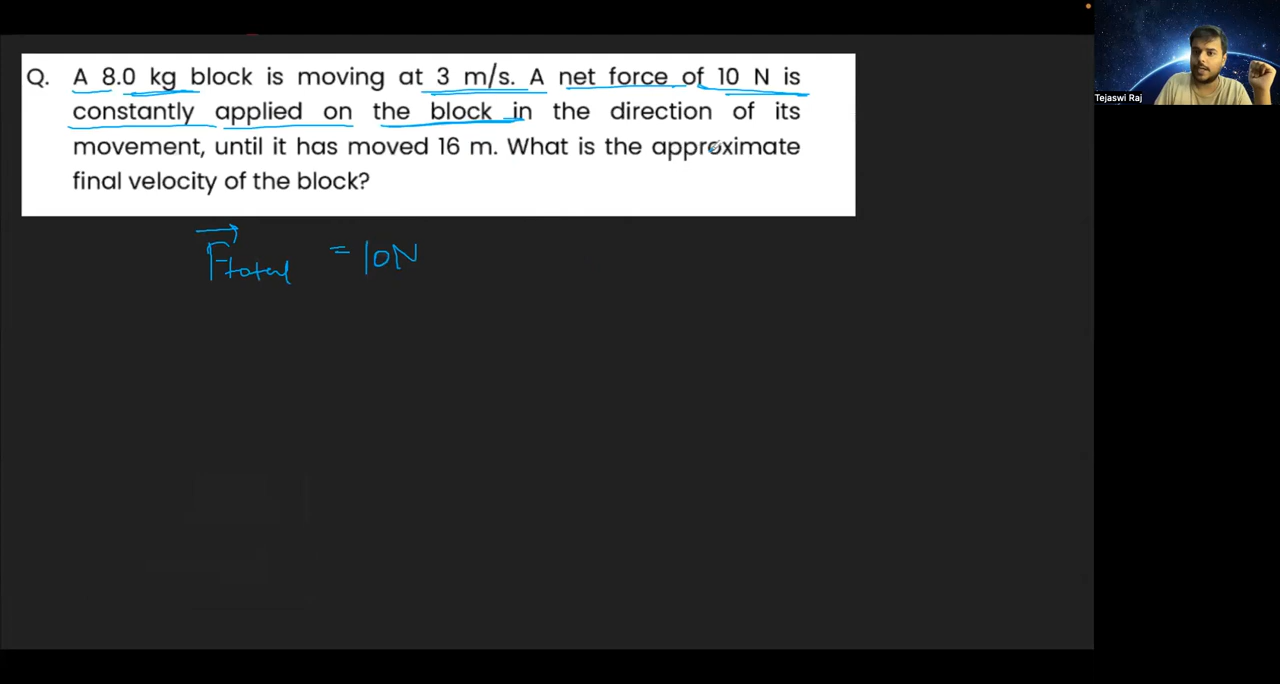 Q. A 8.0 kg block is moving at 3 m/s. A net force of 10 N is
constantly applied on the block in the direction of its
movement, until it has moved 16 m. What is the approximate
final velocity of the block?
Ftotal = 10N
Tejaswi Raj